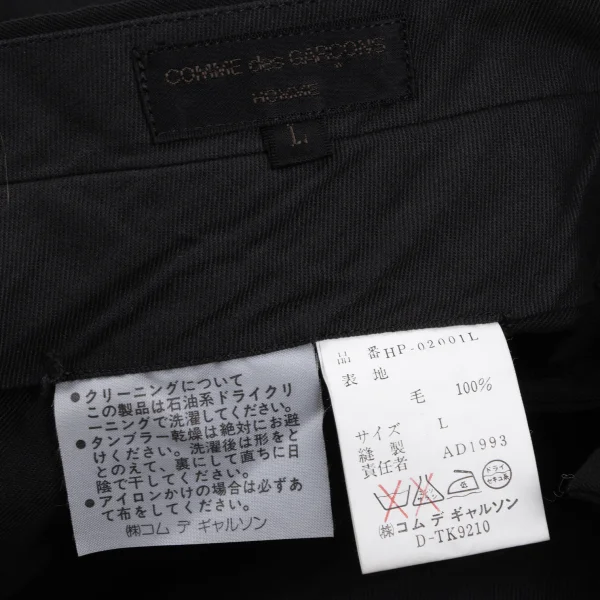 COMME des GARÇONS
HOMME
L.
●クリーニングについて
この製品は石油系ドライクリ
ーニングで洗濯してください。
●タンブラー乾燥は絶対にお避
けください。洗濯後は形をと
とのえて、裏にして直ちに日
陰で干してください。
●アイロンかけの場合は必ずあ
て布をしてください。
㈱コム デ ギャルソン
品番HP-02001L
表地
毛 100%
サイズ L
縫製
責任者 AD1993
ドライ
セキユ系
㈱コム デ ギャルソン
D-TK9210